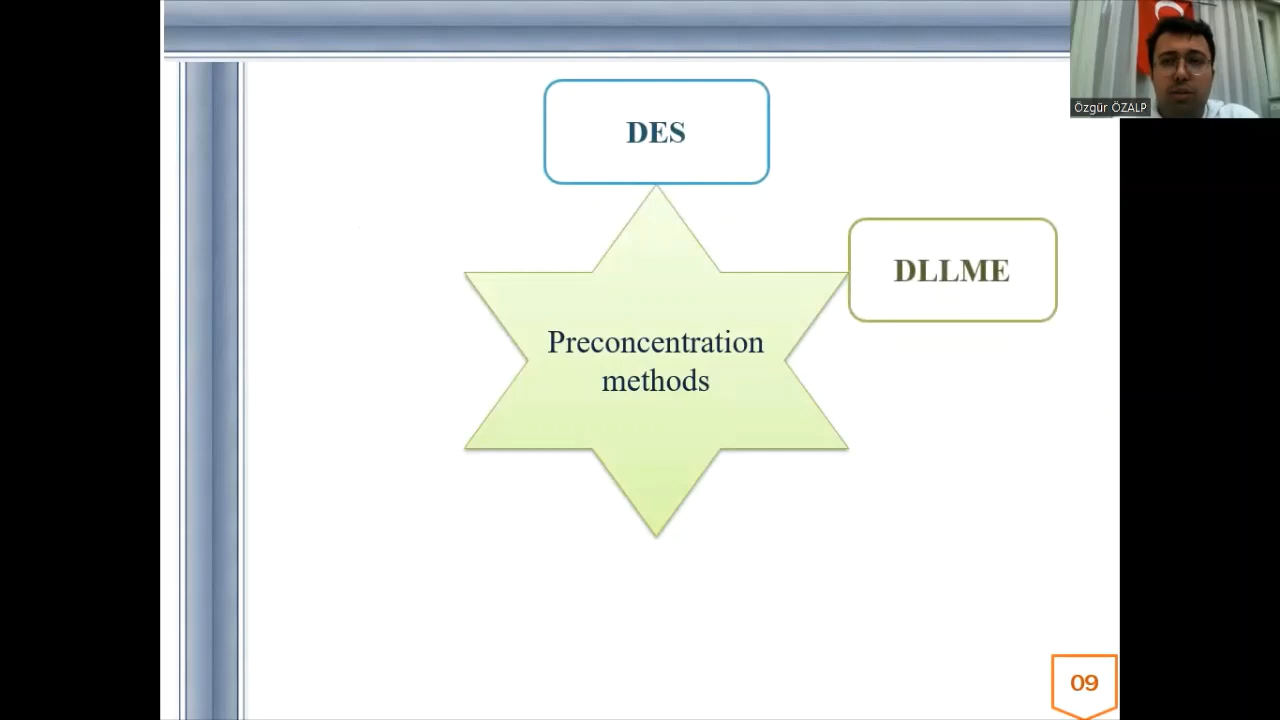 Özgür ÖZALP
DES
DLLME
Preconcentration
methods
09